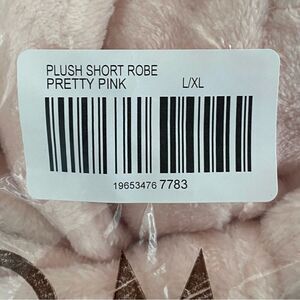 PLUSH SHORT ROBE
PRETTY PINK L/XL
19653476 7783